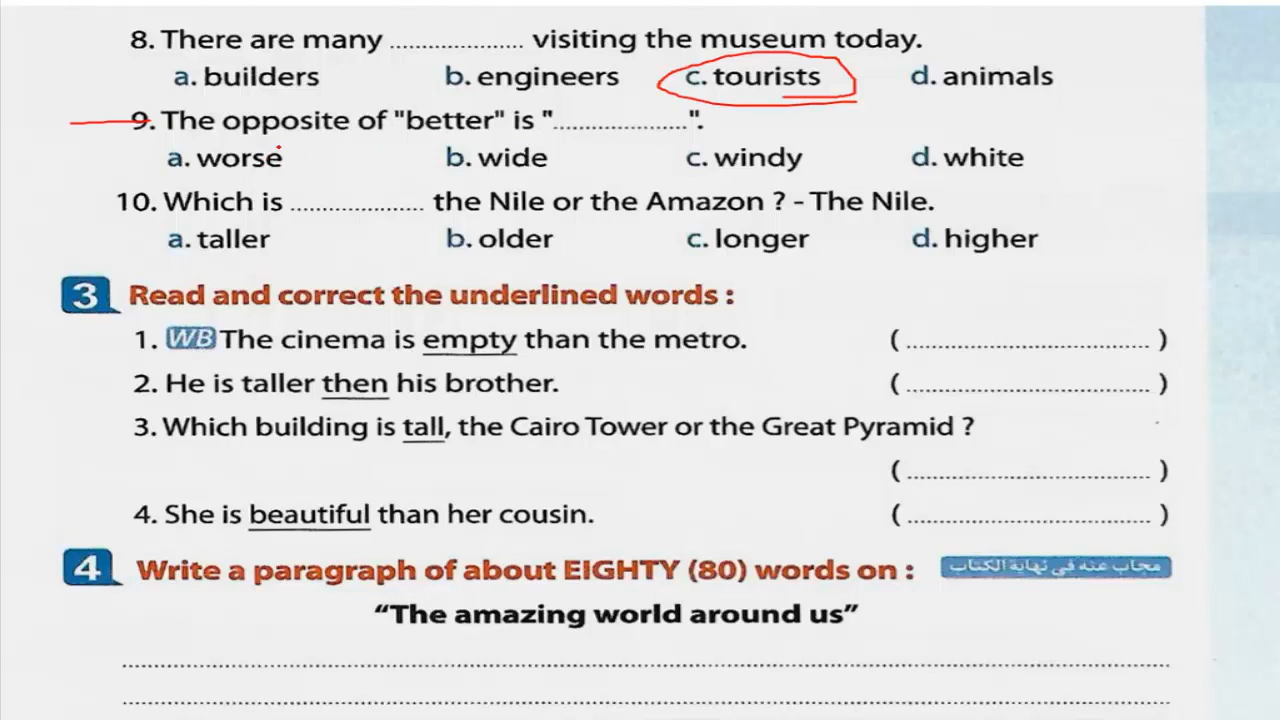 8. There are many .................... visiting the museum today.
a. builders b. engineers c. tourists d. animals
9. The opposite of "better" is "....................".
a. worse b. wide c. windy d. white
10. Which is .................... the Nile or the Amazon ? - The Nile.
a. taller b. older c. longer d. higher
3 Read and correct the underlined words :
1. WB The cinema is empty than the metro. ( .................................... )
2. He is taller then his brother. ( .................................... )
3. Which building is tall, the Cairo Tower or the Great Pyramid ?
( .................................... )
4. She is beautiful than her cousin. ( .................................... )
4 Write a paragraph of about EIGHTY (80) words on : مجاب عنه في نهاية الكتاب
“The amazing world around us”